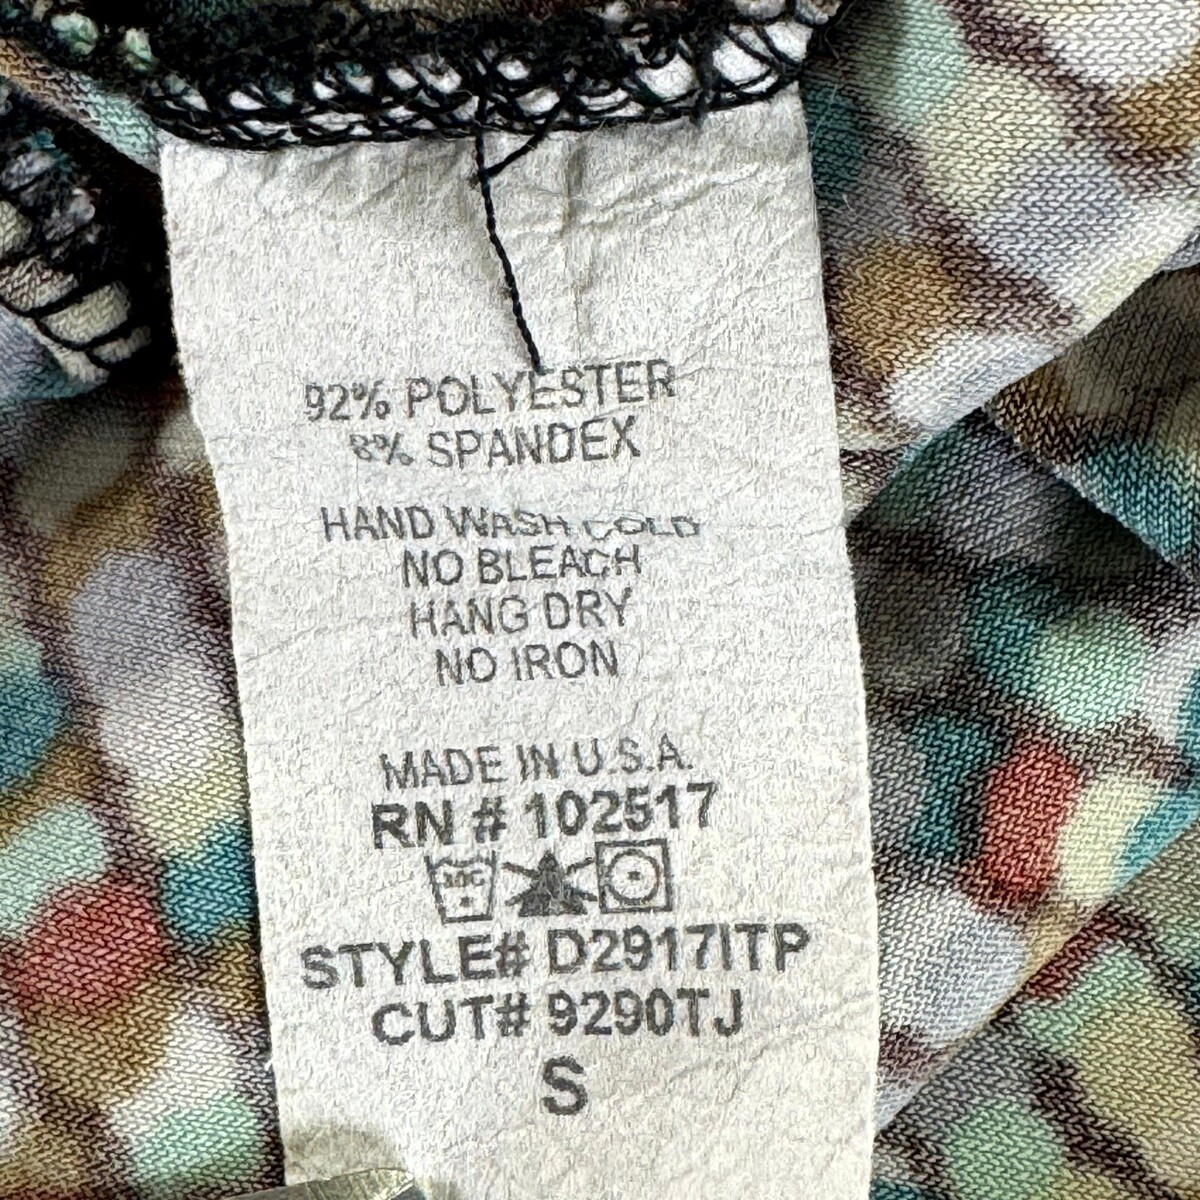 92% POLYESTER
8% SPANDEX
HAND WASH COLD
NO BLEACH
HANG DRY
NO IRON
MADE IN U.S.A.
RN # 102517
30C
STYLE# D2917ITP
CUT# 9290TJ
S